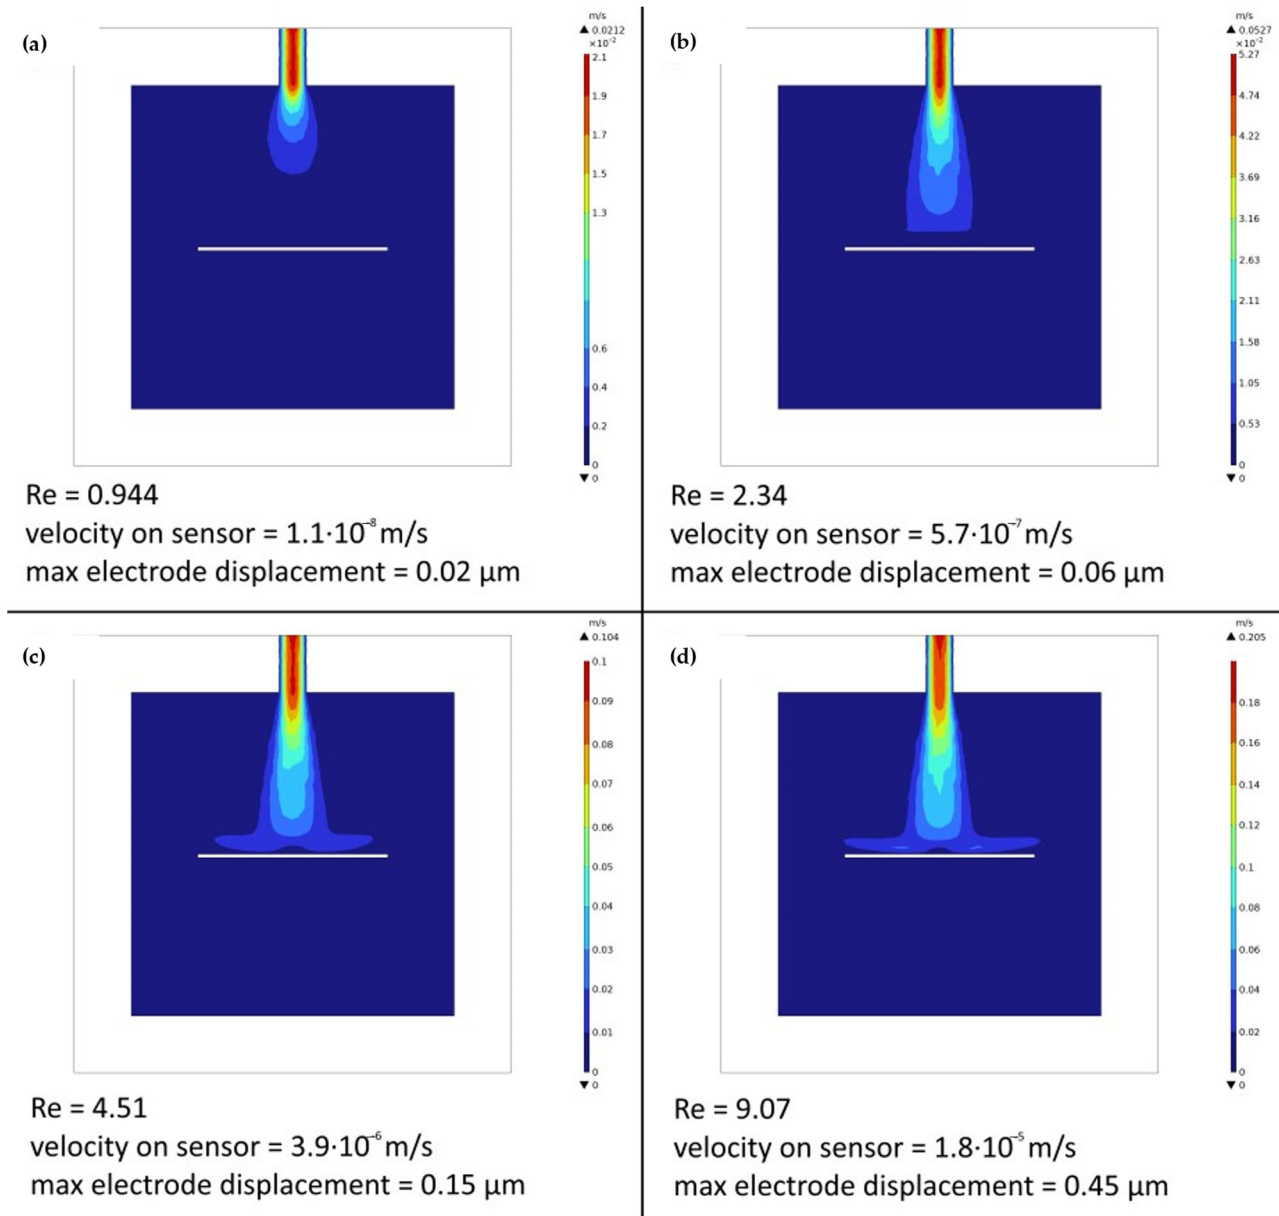 (a)
m/s
▲ 0.0212
×10⁻²
2.1
1.9
1.7
1.5
1.3
0.6
0.4
0.2
0
▼ 0
Re = 0.944
velocity on sensor = 1.1·10⁻⁸ m/s
max electrode displacement = 0.02 µm
(b)
m/s
▲ 0.0527
×10⁻²
5.27
4.74
4.22
3.69
3.16
2.63
2.11
1.58
1.05
0.53
0
▼ 0
Re = 2.34
velocity on sensor = 5.7·10⁻⁷ m/s
max electrode displacement = 0.06 µm
(c)
m/s
▲ 0.104
0.1
0.09
0.08
0.07
0.06
0.05
0.04
0.03
0.02
0.01
0
▼ 0
Re = 4.51
velocity on sensor = 3.9·10⁻⁶ m/s
max electrode displacement = 0.15 µm
(d)
m/s
▲ 0.205
0.18
0.16
0.14
0.12
0.1
0.08
0.06
0.04
0.02
0
▼ 0
Re = 9.07
velocity on sensor = 1.8·10⁻⁵ m/s
max electrode displacement = 0.45 µm